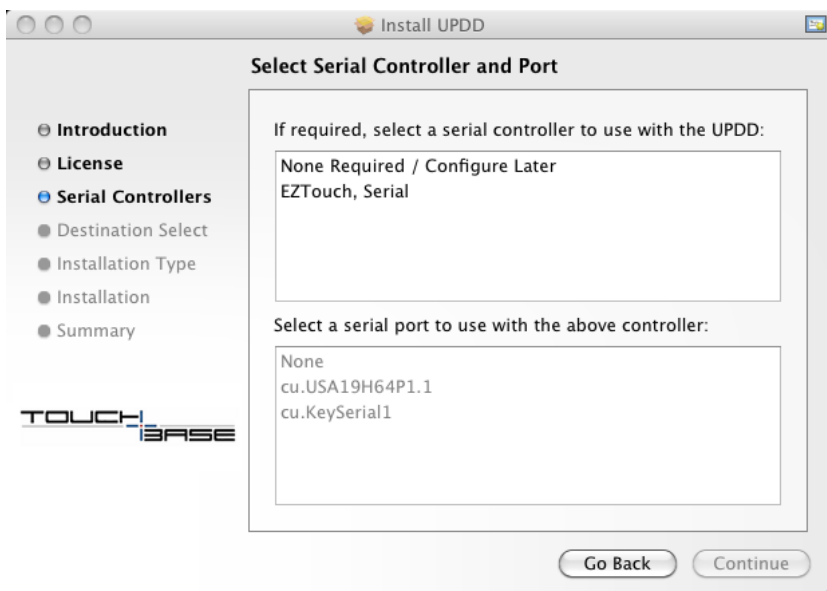 Install UPDD
Select Serial Controller and Port
Introduction
License
Serial Controllers
Destination Select
Installation Type
Installation
Summary
TOUCH
BASE
If required, select a serial controller to use with the UPDD:
None Required / Configure Later
EZTouch, Serial
Select a serial port to use with the above controller:
None
cu.USA19H64P1.1
cu.KeySerial1
Go Back
Continue